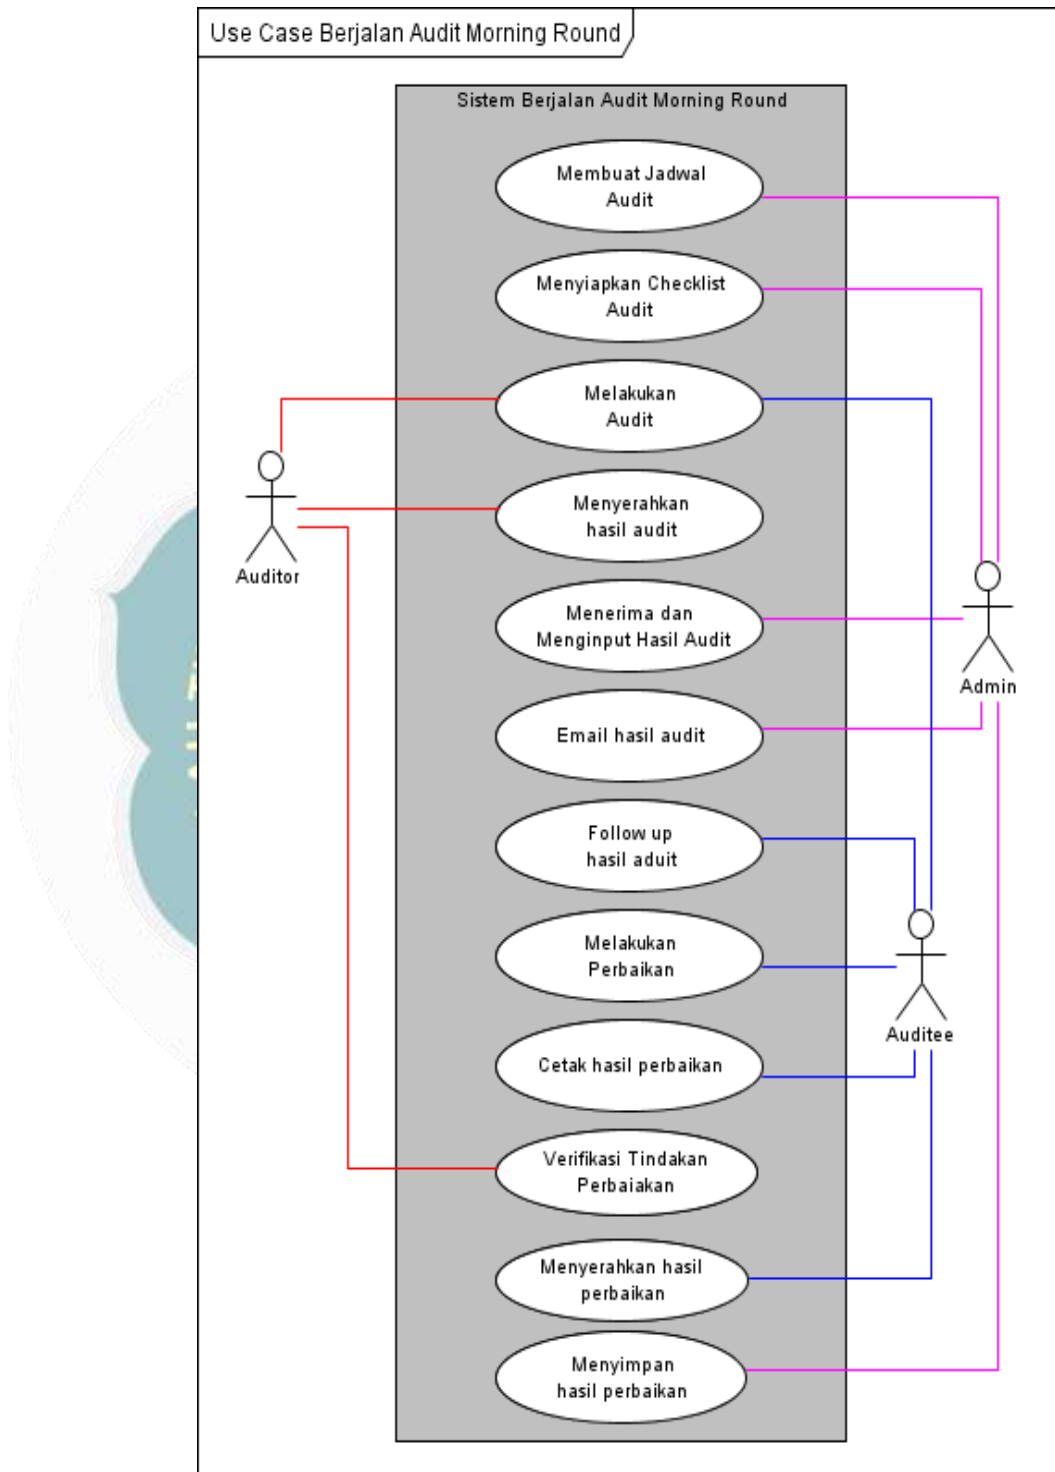 Use Case Berjalan Audit Morning Round
Sistem Berjalan Audit Morning Round
Membuat Jadwal
Audit
Menyiapkan Checklist
Audit
Melakukan
Audit
Menyerahkan
hasil audit
Auditor
Menerima dan
Menginput Hasil Audit
Admin
Email hasil audit
Follow up
hasil aduit
Melakukan
Perbaikan
Auditee
Cetak hasil perbaikan
Verifikasi Tindakan
Perbaiakan
Menyerahkan hasil
perbaikan
Menyimpan
hasil perbaikan